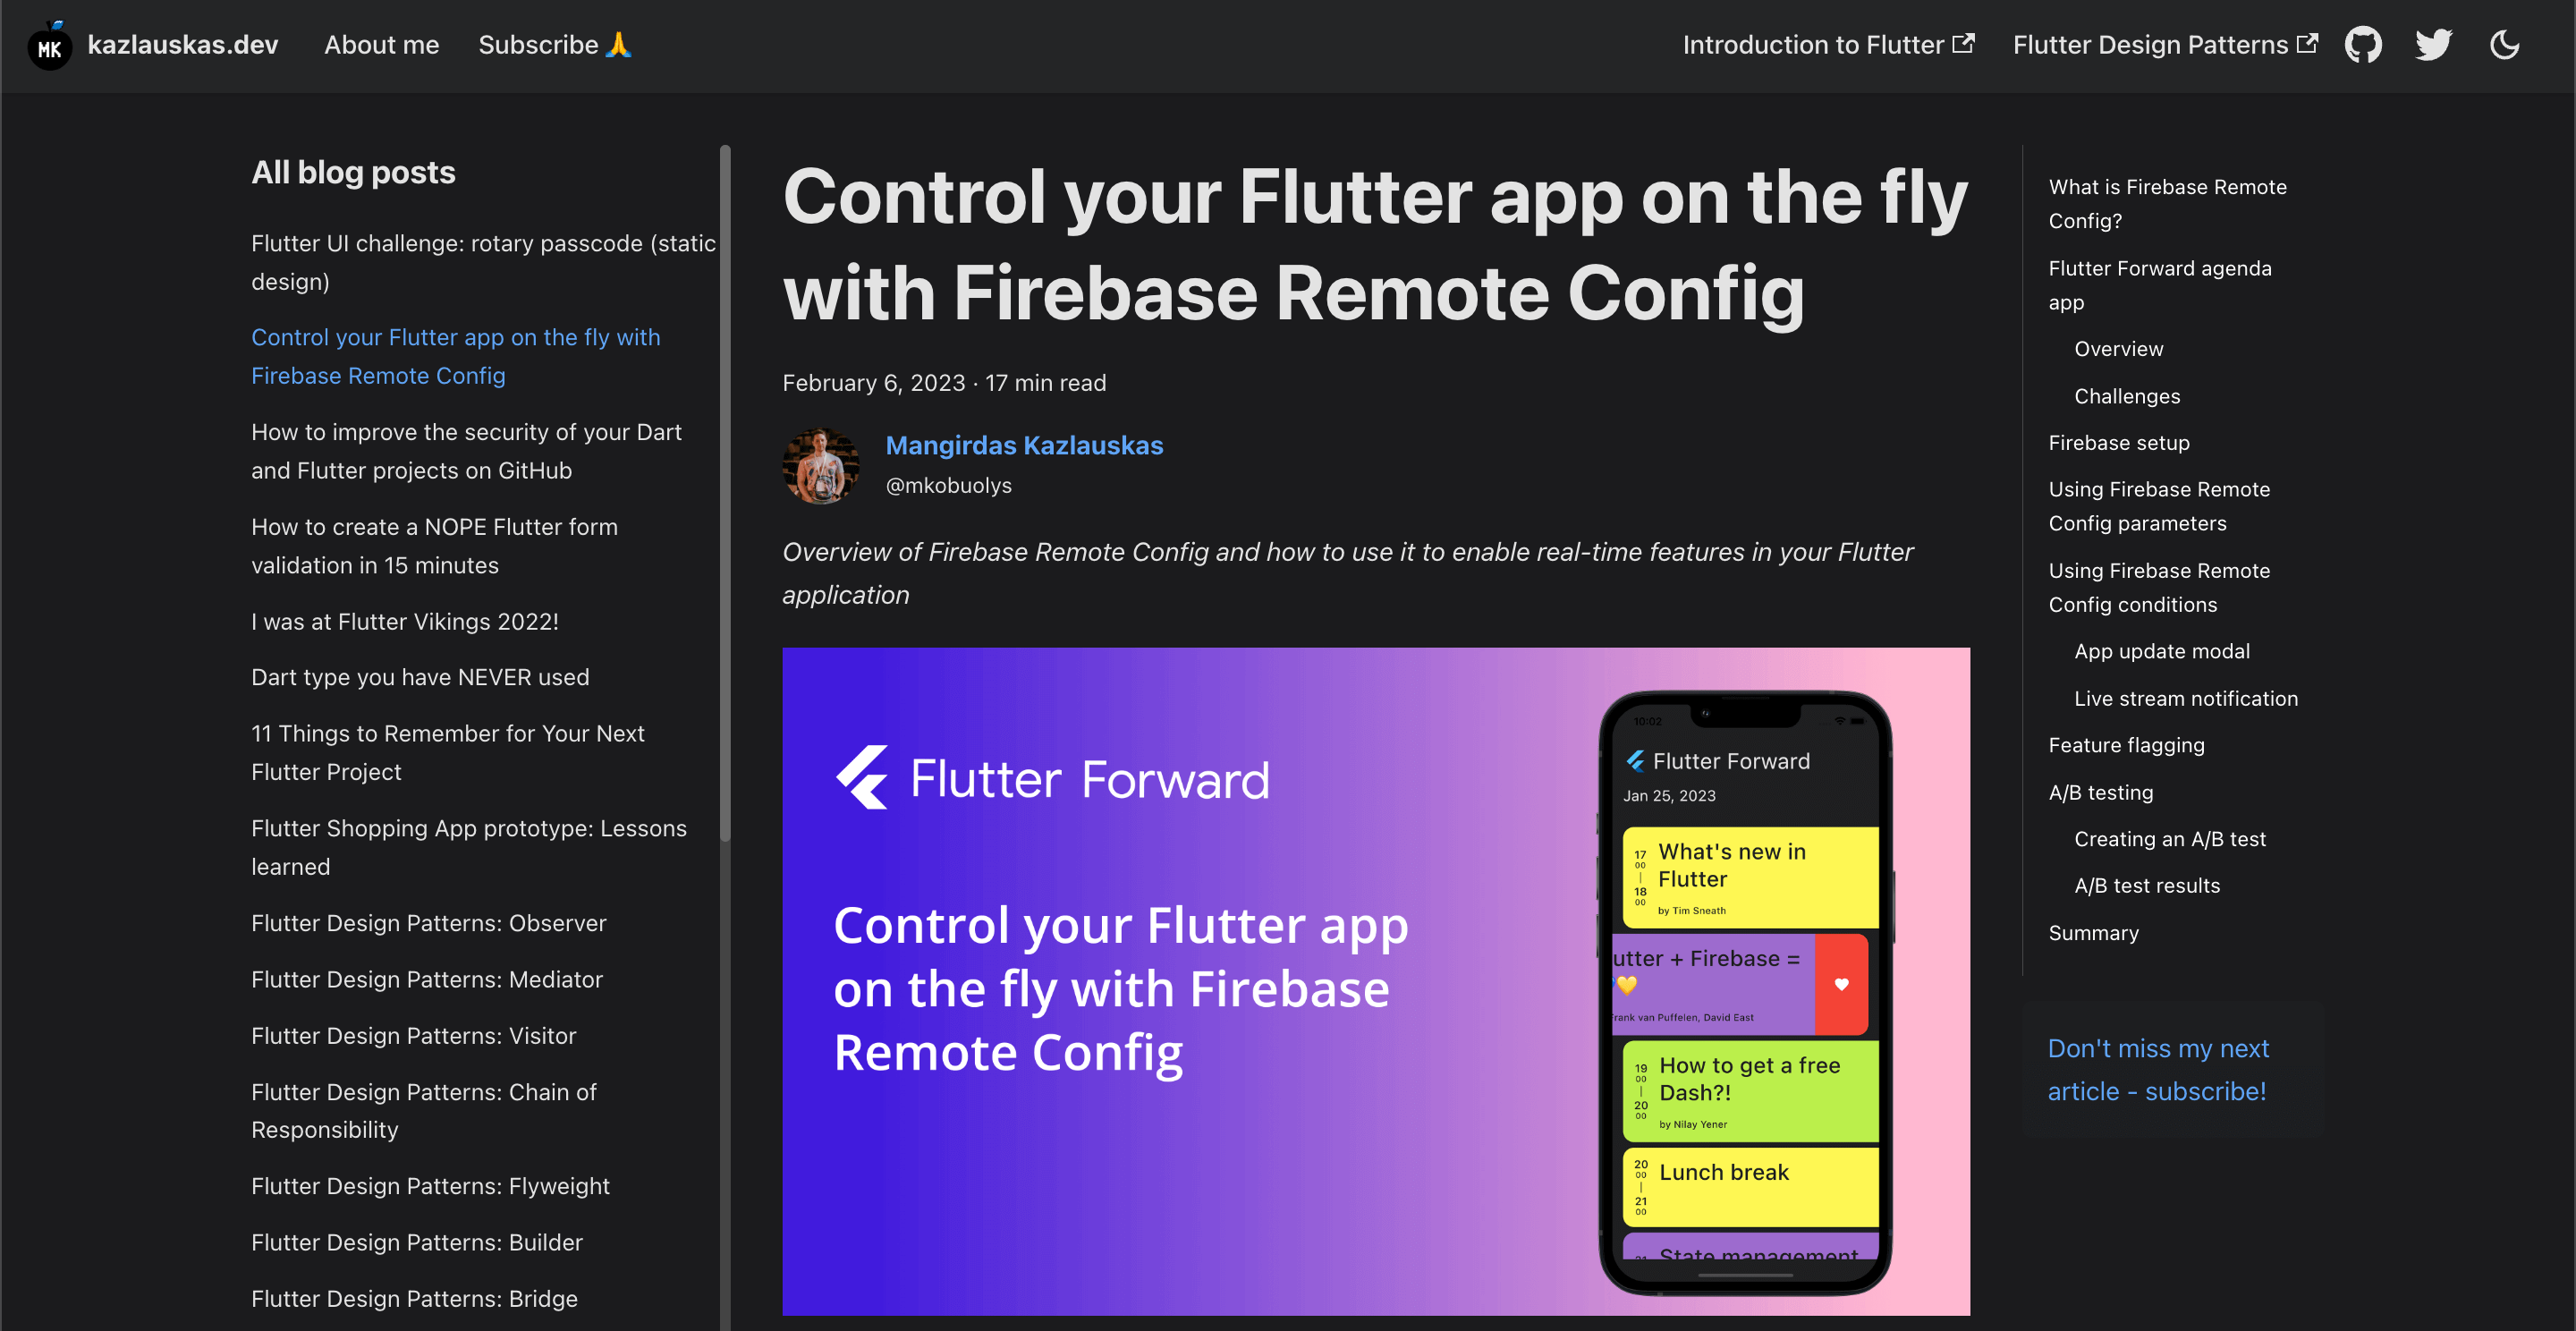 MK
kazlauskas.dev
About me
Subscribe 🙏
Introduction to Flutter
Flutter Design Patterns
All blog posts
Flutter UI challenge: rotary passcode (static
design)
Control your Flutter app on the fly with
Firebase Remote Config
How to improve the security of your Dart
and Flutter projects on GitHub
How to create a NOPE Flutter form
validation in 15 minutes
I was at Flutter Vikings 2022!
Dart type you have NEVER used
11 Things to Remember for Your Next
Flutter Project
Flutter Shopping App prototype: Lessons
learned
Flutter Design Patterns: Observer
Flutter Design Patterns: Mediator
Flutter Design Patterns: Visitor
Flutter Design Patterns: Chain of
Responsibility
Flutter Design Patterns: Flyweight
Flutter Design Patterns: Builder
Flutter Design Patterns: Bridge
Control your Flutter app on the fly
with Firebase Remote Config
February 6, 2023 · 17 min read
Mangirdas Kazlauskas
@mkobuolys
Overview of Firebase Remote Config and how to use it to enable real-time features in your Flutter
application
Flutter Forward
Control your Flutter app
on the fly with Firebase
Remote Config
10:02
Flutter Forward
Jan 25, 2023
17
00
18
00
What's new in
Flutter
by Tim Sneath
utter + Firebase =
💛
Frank van Puffelen, David East
19
00
20
00
How to get a free
Dash?!
by Nilay Yener
20
00
21
00
Lunch break
21
State management
What is Firebase Remote
Config?
Flutter Forward agenda
app
Overview
Challenges
Firebase setup
Using Firebase Remote
Config parameters
Using Firebase Remote
Config conditions
App update modal
Live stream notification
Feature flagging
A/B testing
Creating an A/B test
A/B test results
Summary
Don't miss my next
article - subscribe!